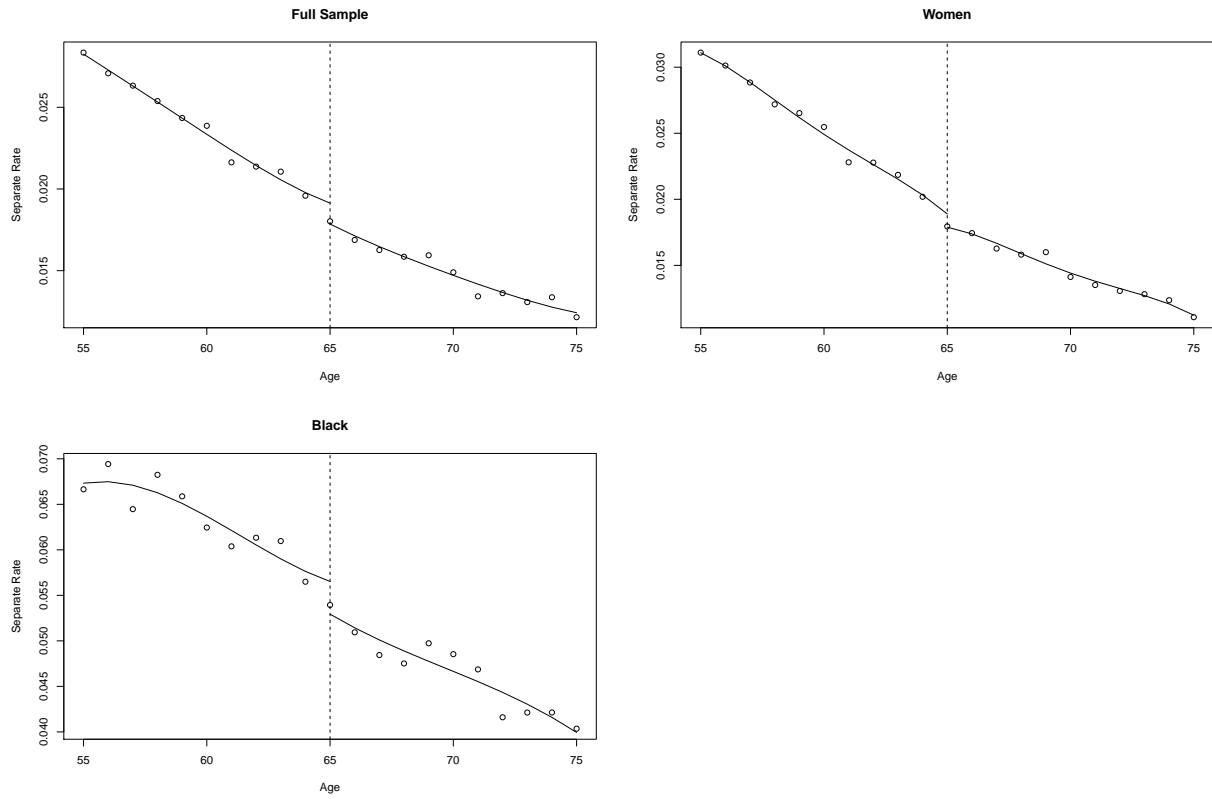 Full Sample
Separate Rate
0.025
0.020
0.015
55 60 65 70 75
Age
Women
Separate Rate
0.030
0.025
0.020
0.015
55 60 65 70 75
Age
Black
Separate Rate
0.070
0.065
0.060
0.055
0.050
0.045
0.040
55 60 65 70 75
Age